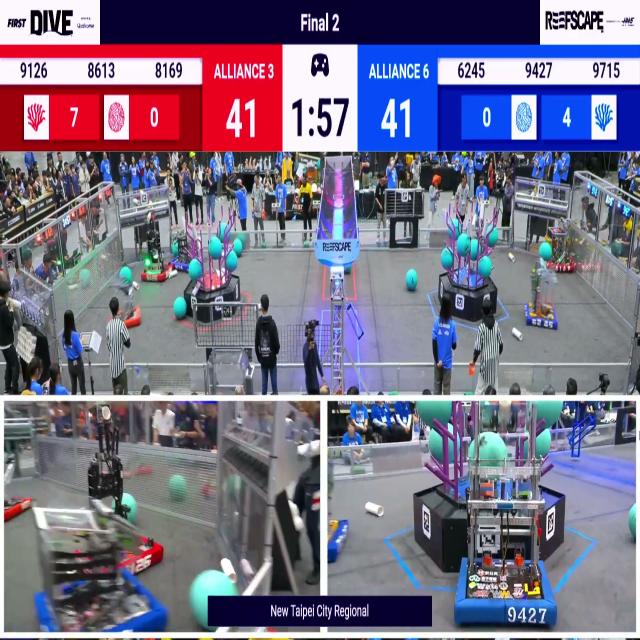 FIRST DIVE
Final 2
REEFSCAPE
9126 8613 8169
ALLIANCE 3
ALLIANCE 6
6245 9427 9715
7 0
41
1:57
41
0 4
REEFSCAPE
9427
New Taipei City Regional